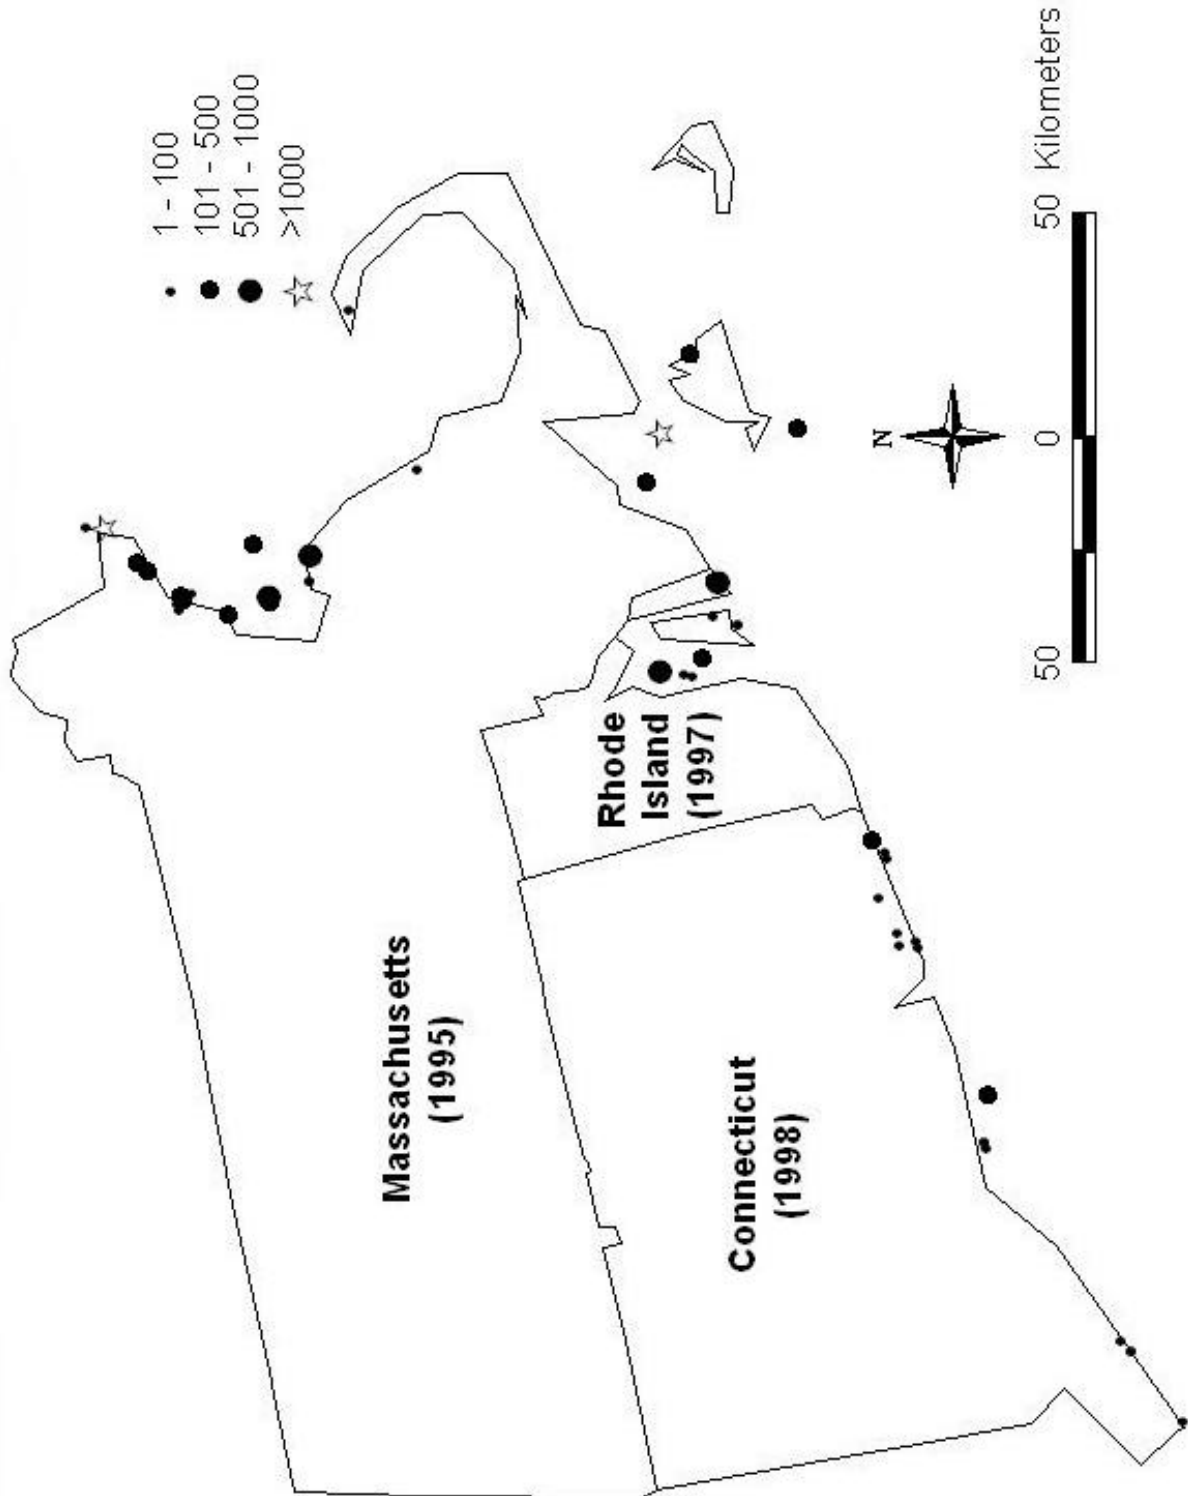 1 - 100
101 - 500
501 - 1000
>1000
Massachusetts
(1995)
Rhode
Island
(1997)
Connecticut
(1998)
N
50 0 50 Kilometers